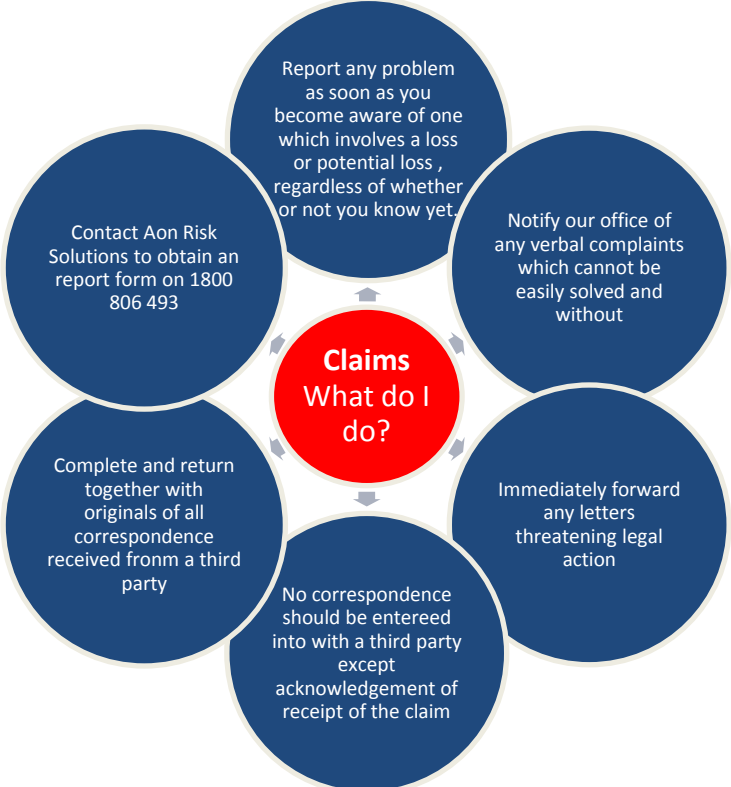 Report any problem
as soon as you
become aware of one
which involves a loss
or potential loss ,
regardless of whether
or not you know yet.
Notify our office of
any verbal complaints
which cannot be
easily solved and
without
Immediately forward
any letters
threatening legal
action
No correspondence
should be entereed
into with a third party
except
acknowledgement of
receipt of the claim
Complete and return
together with
originals of all
correspondence
received fronm a third
party
Contact Aon Risk
Solutions to obtain an
report form on 1800
806 493
Claims
What do I
do?